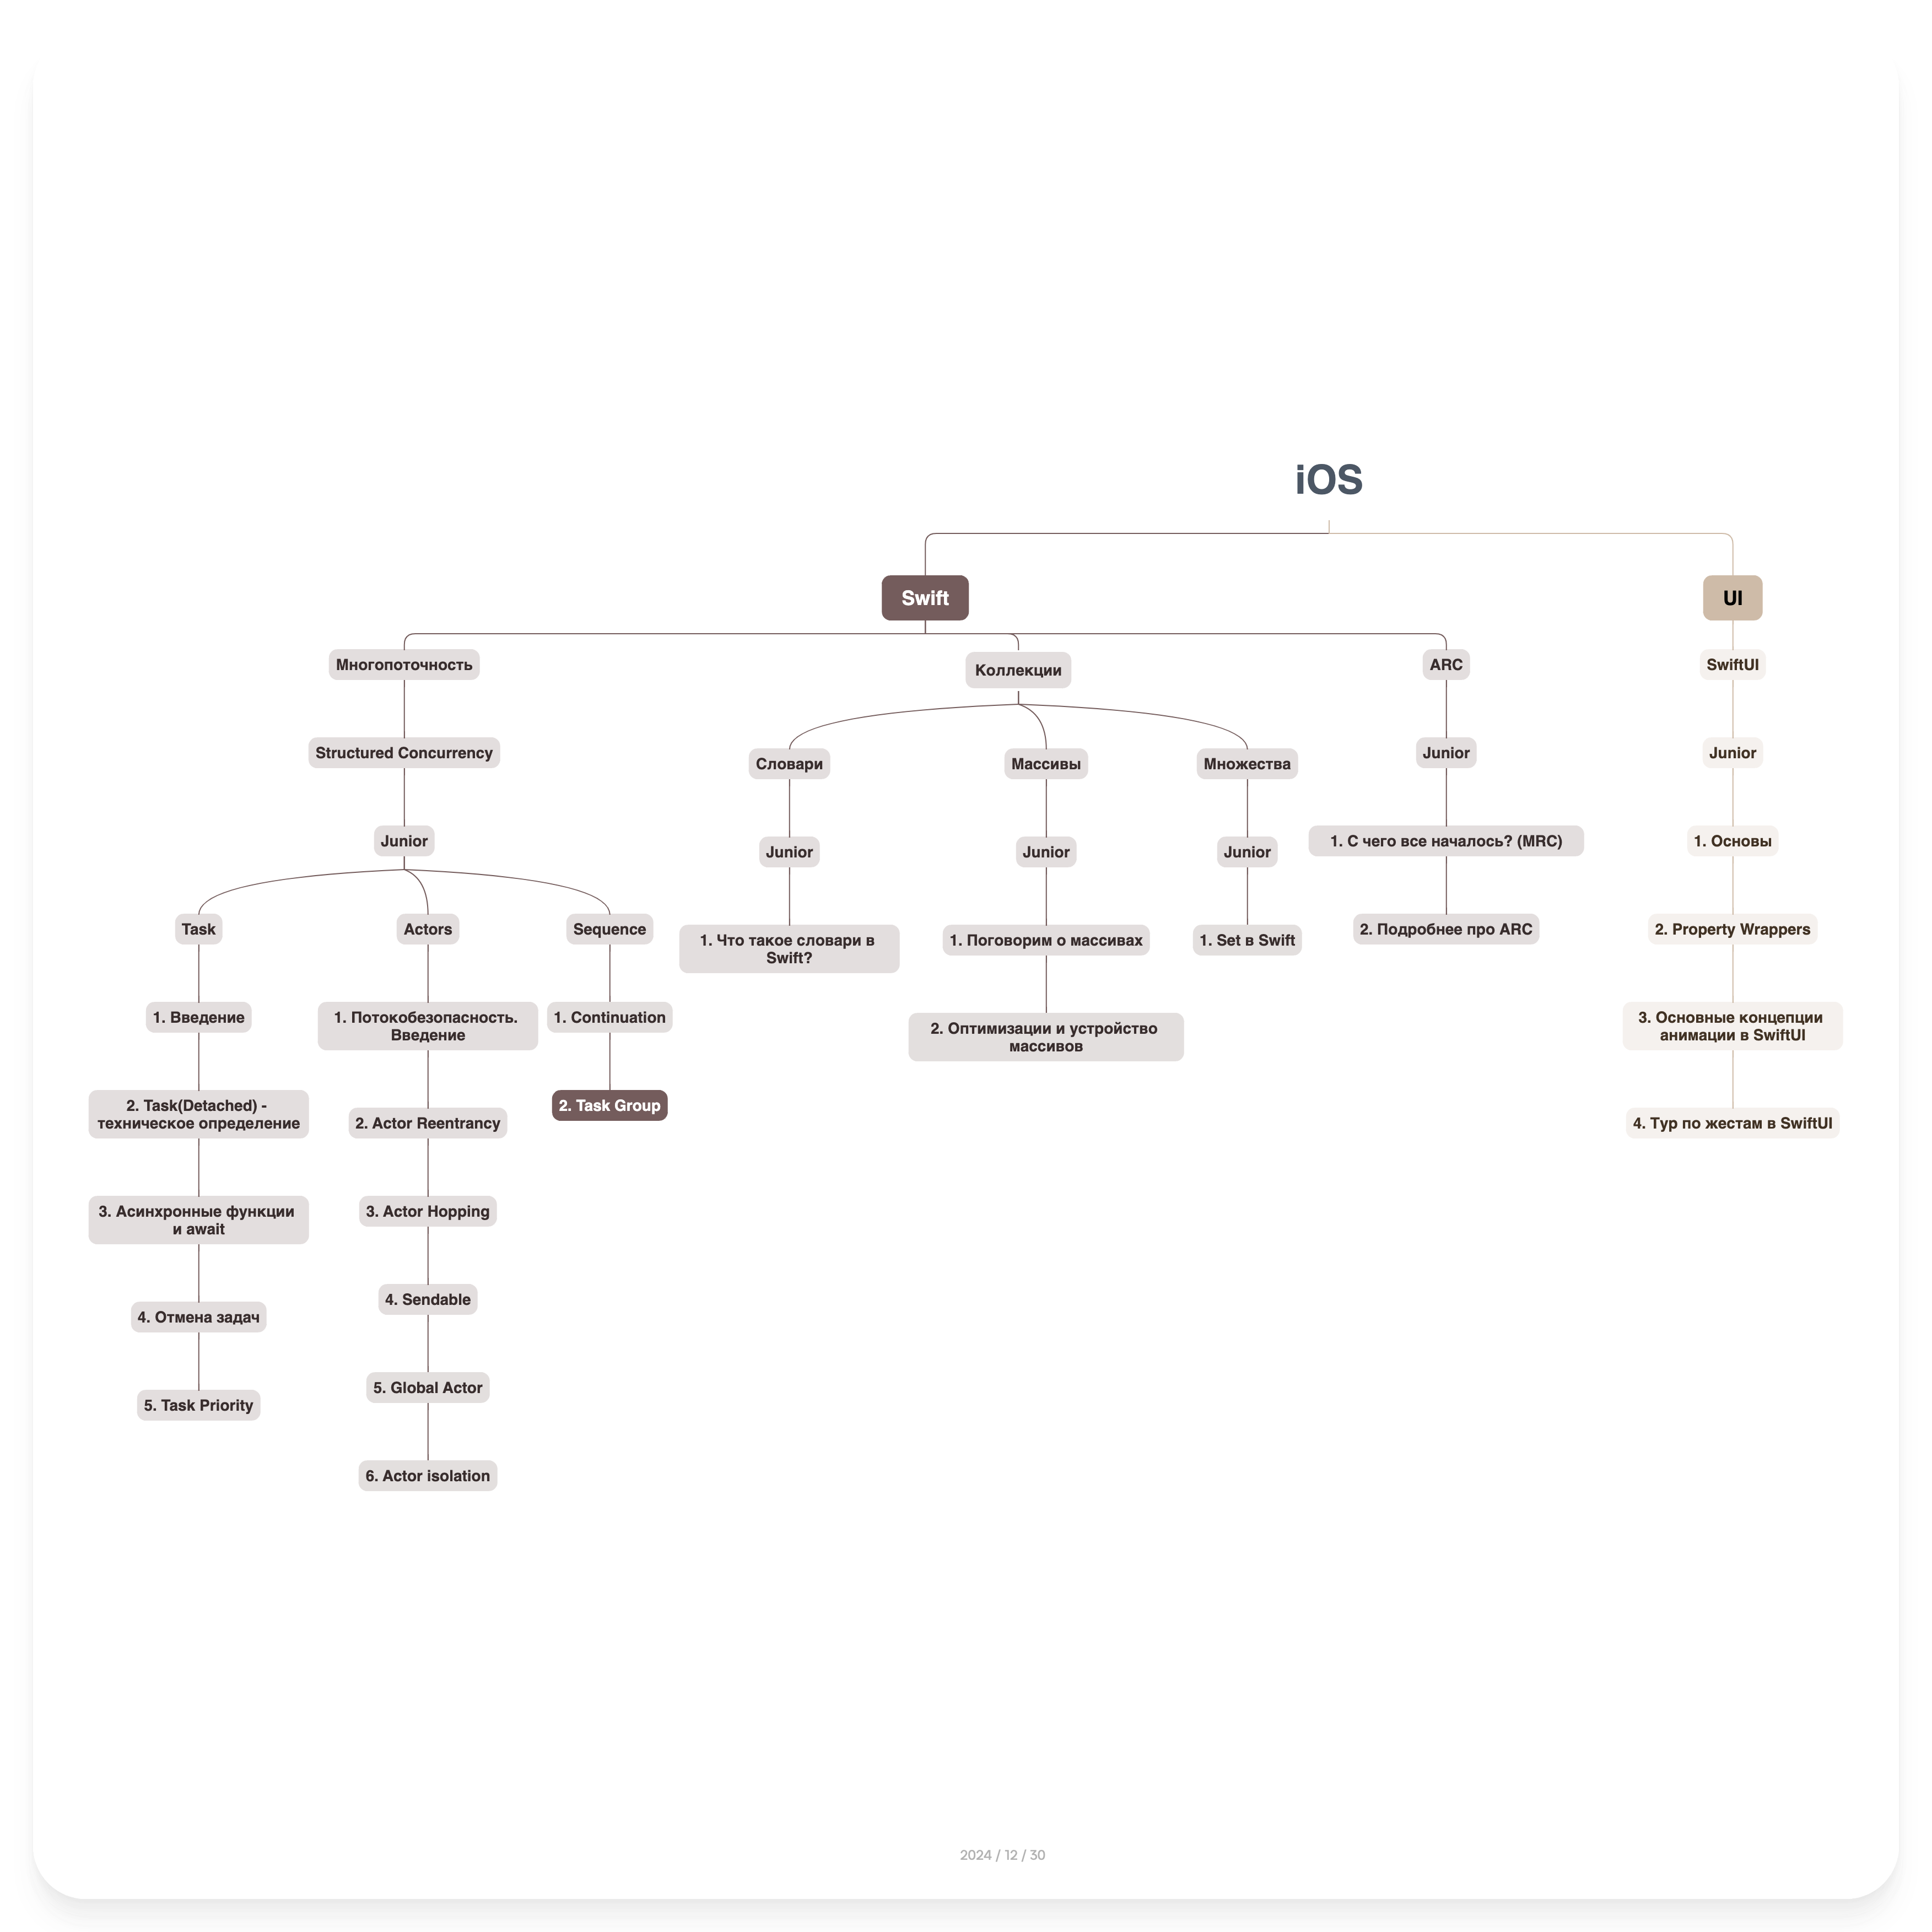 iOS
Swift
UI
Многопоточность
Коллекции
ARC
SwiftUI
Structured Concurrency
Словари
Массивы
Множества
Junior
Junior
Junior
Junior
Junior
Junior
1. С чего все началось? (MRC)
1. Основы
Task
Actors
Sequence
1. Что такое словари в
Swift?
1. Поговорим о массивах
1. Set в Swift
2. Подробнее про ARC
2. Property Wrappers
1. Введение
1. Потокобезопасность.
Введение
1. Continuation
2. Оптимизации и устройство
массивов
3. Основные концепции
анимации в SwiftUI
2. Task(Detached) -
техническое определение
2. Actor Reentrancy
2. Task Group
4. Тур по жестам в SwiftUI
3. Асинхронные функции
и await
3. Actor Hopping
4. Отмена задач
4. Sendable
5. Task Priority
5. Global Actor
6. Actor isolation
2024 / 12 / 30